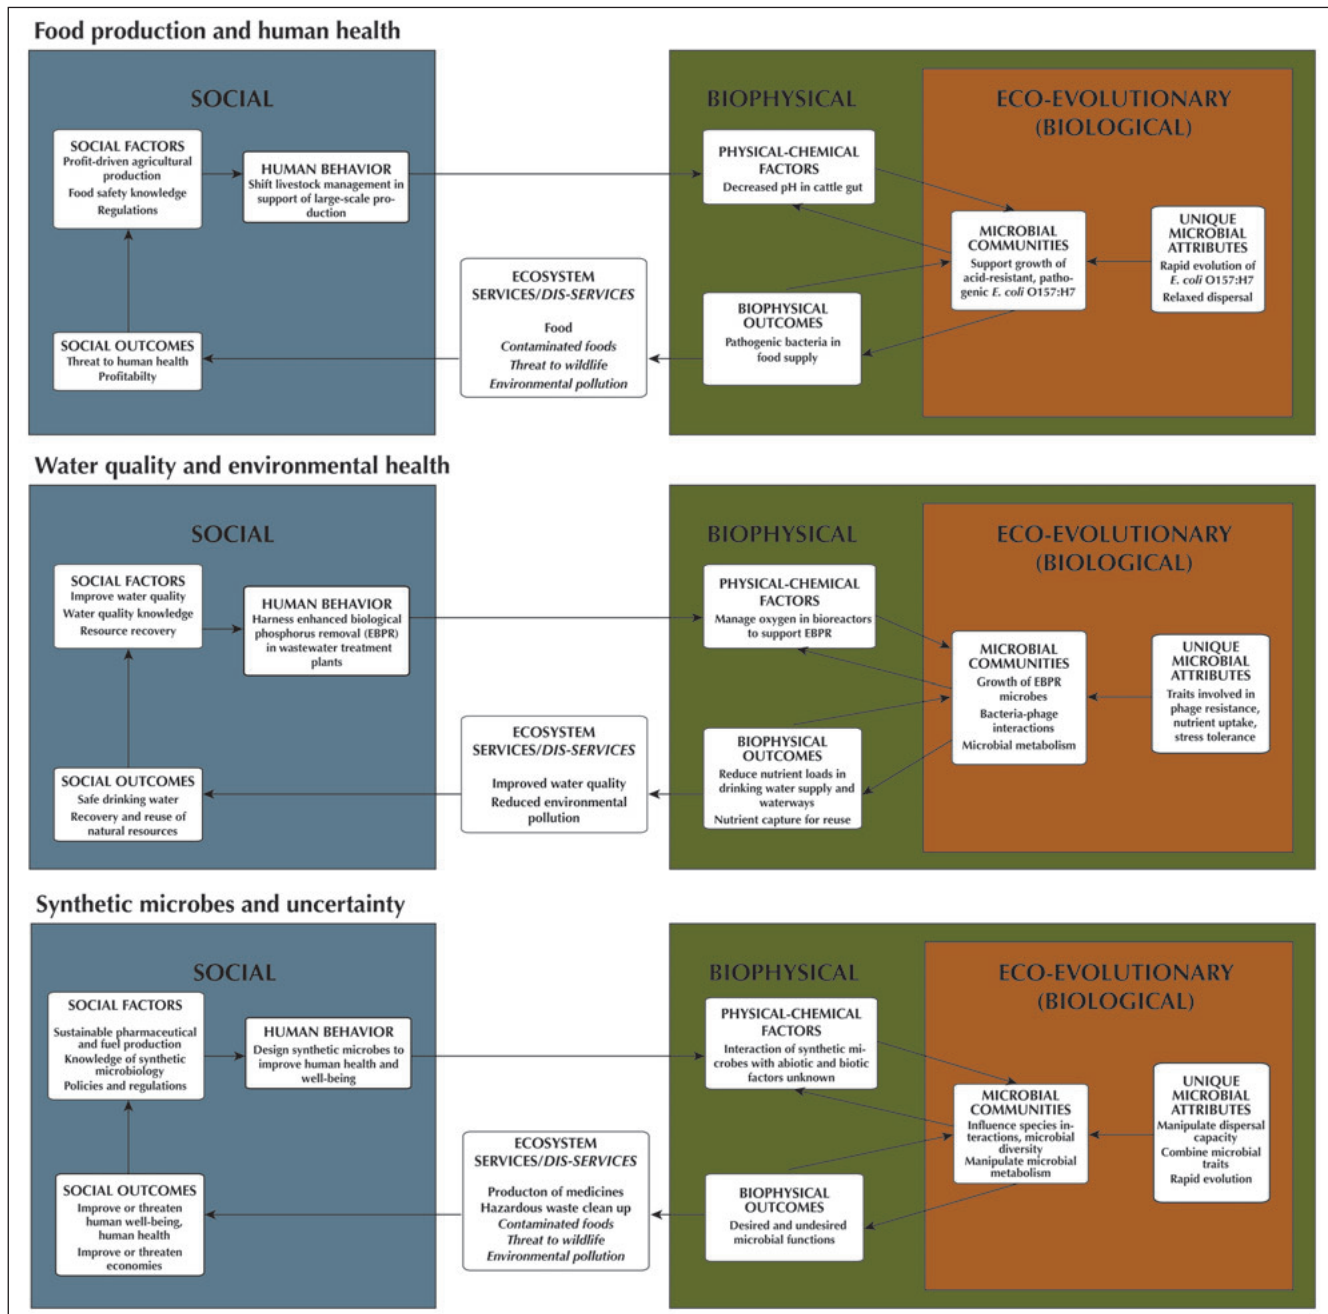 Food production and human health
SOCIAL
SOCIAL FACTORS
Profit-driven agricultural
production
Food safety knowledge
Regulations
HUMAN BEHAVIOR
Shift livestock management in
support of large-scale pro-
duction
SOCIAL OUTCOMES
Threat to human health
Profitabilty
ECOSYSTEM
SERVICES/DIS-SERVICES
Food
Contaminated foods
Threat to wildlife
Environmental pollution
BIOPHYSICAL
PHYSICAL-CHEMICAL
FACTORS
Decreased pH in cattle gut
BIOPHYSICAL
OUTCOMES
Pathogenic bacteria in
food supply
ECO-EVOLUTIONARY
(BIOLOGICAL)
MICROBIAL
COMMUNITIES
Support growth of
acid-resistant, patho-
genic E. coli O157:H7
UNIQUE
MICROBIAL
ATTRIBUTES
Rapid evolution of
E. coli O157:H7
Relaxed dispersal
Water quality and environmental health
SOCIAL
SOCIAL FACTORS
Improve water quality
Water quality knowledge
Resource recovery
HUMAN BEHAVIOR
Harness enhanced biological
phosphorus removal (EBPR)
in wastewater treatment
plants
SOCIAL OUTCOMES
Safe drinking water
Recovery and reuse of
natural resources
ECOSYSTEM
SERVICES/DIS-SERVICES
Improved water quality
Reduced environmental
pollution
BIOPHYSICAL
PHYSICAL-CHEMICAL
FACTORS
Manage oxygen in bioreactors
to support EBPR
BIOPHYSICAL
OUTCOMES
Reduce nutrient loads in
drinking water supply and
waterways
Nutrient capture for reuse
ECO-EVOLUTIONARY
(BIOLOGICAL)
MICROBIAL
COMMUNITIES
Growth of EBPR
microbes
Bacteria-phage
interactions
Microbial metabolism
UNIQUE
MICROBIAL
ATTRIBUTES
Traits involved in
phage resistance,
nutrient uptake,
stress tolerance
Synthetic microbes and uncertainty
SOCIAL
SOCIAL FACTORS
Sustainable pharmaceutical
and fuel production
Knowledge of synthetic
microbiology
Policies and regulations
HUMAN BEHAVIOR
Design synthetic microbes to
improve human health and
well-being
SOCIAL OUTCOMES
Improve or threaten
human well-being,
human health
Improve or threaten
economies
ECOSYSTEM
SERVICES/DIS-SERVICES
Producton of medicines
Hazardous waste clean up
Contaminated foods
Threat to wildlife
Environmental pollution
BIOPHYSICAL
PHYSICAL-CHEMICAL
FACTORS
Interaction of synthetic mi-
crobes with abiotic and biotic
factors unknown
BIOPHYSICAL
OUTCOMES
Desired and undesired
microbial functions
ECO-EVOLUTIONARY
(BIOLOGICAL)
MICROBIAL
COMMUNITIES
Influence species in-
teractions, microbial
diversity
Manipulate microbial
metabolism
UNIQUE
MICROBIAL
ATTRIBUTES
Manipulate dispersal
capacity
Combine microbial
traits
Rapid evolution